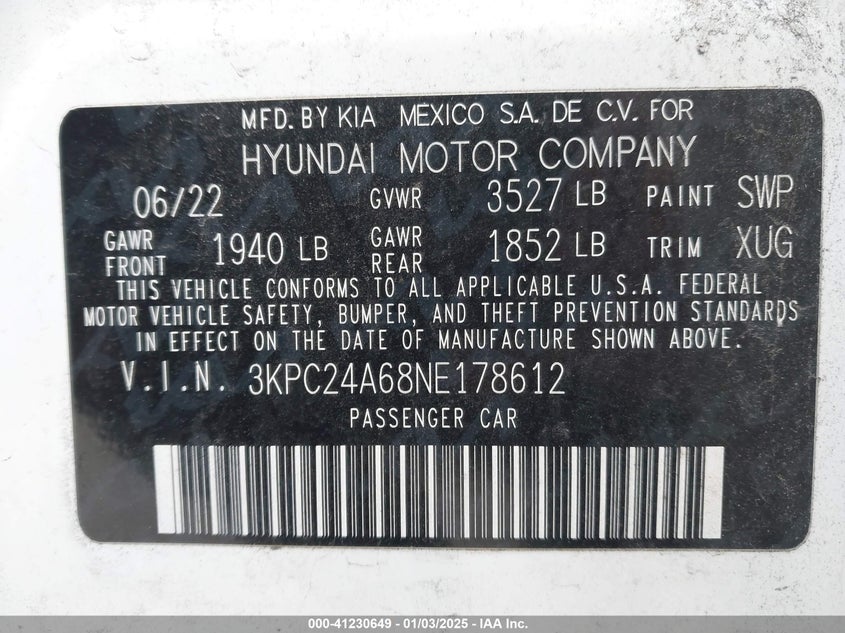 MFD. BY KIA MEXICO S.A. DE C.V. FOR
HYUNDAI MOTOR COMPANY
06/22 GVWR 3527 LB PAINT SWP
GAWR FRONT 1940 LB GAWR REAR 1852 LB TRIM XUG
THIS VEHICLE CONFORMS TO ALL APPLICABLE U.S.A. FEDERAL
MOTOR VEHICLE SAFETY, BUMPER, AND THEFT PREVENTION STANDARDS
IN EFFECT ON THE DATE OF MANUFACTURE SHOWN ABOVE.
V.I.N. 3KPC24A68NE178612
PASSENGER CAR
000-41230649 - 01/03/2025 - IAA Inc.